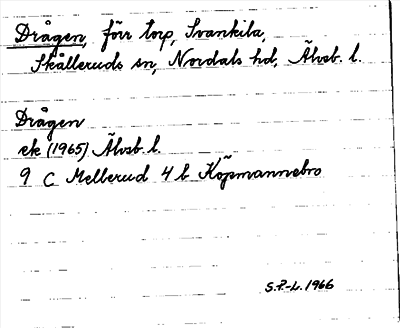 Drågen, förr torp, Svankila,
Skålleruds sn, Nordals hd, Älvsb. l.
Drågen
ek (1965) Älvsb. l.
9 C Mellerud 4 b Köpmannebro
S.P-L. 1966